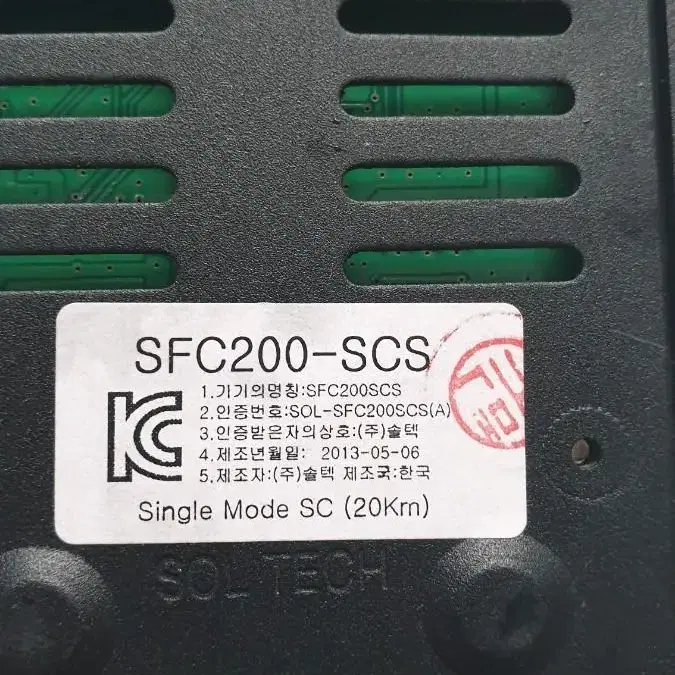 SFC200-SCS
1.기기의명칭:SFC200SCS
2.인증번호:SOL-SFC200SCS(A)
3.인증받은자의상호:(주)솔텍
4.제조년월일: 2013-05-06
5.제조자:(주)솔텍 제조국:한국
Single Mode SC (20Km)
SOLTECH